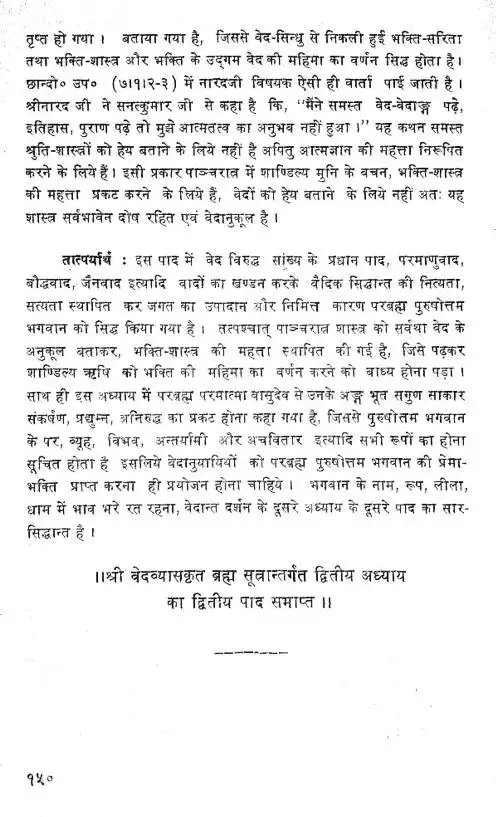 तृप्त हो गया । बताया गया है, जिससे वेद-सिन्धु से निकली हुई भक्ति-सरिता
तथा भक्ति-शास्त्र और भक्ति के उद्गम वेद की महिमा का वर्णन सिद्ध होता है ।
छान्दो० उप० (७।१।२-३) में नारदजी विषयक ऐसी ही वार्ता पाई जाती है ।
श्रीनारद जी ने सनत्कुमार जी से कहा है कि, "मैंने समस्त वेद-वेदाङ्ग पढ़े,
इतिहास, पुराण पढ़े तो मुझे आत्मतत्व का अनुभव नहीं हुआ ।" यह कथन समस्त
श्रुति-शास्त्रों को हेय बताने के लिये नहीं है अपितु आत्मज्ञान की महत्ता निरूपित
करने के लिये हैं । इसी प्रकार पाञ्चरात्र में शाण्डिल्य मुनि के बचन, भक्ति-शास्त्र
की महत्ता प्रकट करने के लिये हैं, वेदों को हेय बताने के लिये नहीं अतः यह
शास्त्र सर्वभावेन दोष रहित एवं वेदानुकूल है ।
तात्पर्यार्थ : इस पाद में वेद विरुद्ध सांख्य के प्रधान पाद, परमाणुवाद,
बौद्धवाद, जैनवाद इत्यादि वादों का खण्डन करके वैदिक सिद्धान्त की नित्यता,
सत्यता स्थापित कर जगत का उपादान और निमित्त कारण परब्रह्म पुरुषोत्तम
भगवान को सिद्ध किया गया है । तत्पश्चात् पाञ्चरात्र शास्त्र को सर्वथा वेद के
अनुकूल बताकर, भक्ति-शास्त्र की महत्ता स्थापित की गई है, जिसे पढ़कर
शाण्डिल्य ऋषि को भक्ति की महिमा का वर्णन करने को बाध्य होना पड़ा ।
साथ ही इस अध्याय में परब्रह्म परमात्मा वासुदेव से उनके अङ्ग भूत सगुण साकार
संकर्षण, प्रद्युम्न, अनिरुद्ध का प्रकट होना कहा गया है, जिससे पुरुषोतम भगवान
के पर, व्यूह, विभव, अन्तर्यामी और अर्चावतार इत्यादि सभी रूपों का होना
सूचित होता है इसलिये वेदानुयायियों को परब्रह्म पुरुषोत्तम भगवान की प्रेमा-
भक्ति प्राप्त करना ही प्रयोजन होना चाहिये । भगवान के नाम, रूप, लीला,
धाम में भाव भरे रत रहना, वेदान्त दर्शन के दूसरे अध्याय के दूसरे पाद का सार-
सिद्धान्त है ।
।।श्री वेदव्यासकृत ब्रह्म सूत्रान्तर्गत द्वितीय अध्याय
का द्वितीय पाद समाप्त ।।
१५०